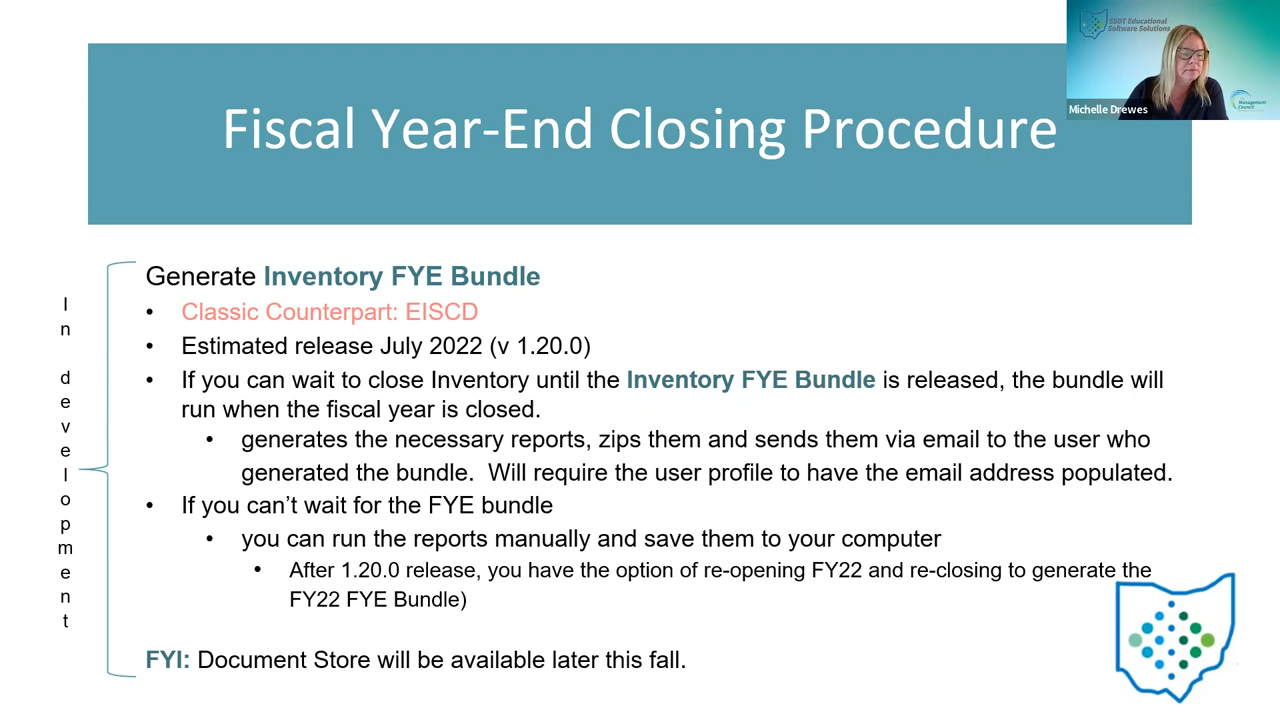 SSDT Educational
Software Solutions
Management
Council
Michelle Drewes
Fiscal Year-End Closing Procedure
In development
Generate Inventory FYE Bundle
• Classic Counterpart: EISCD
• Estimated release July 2022 (v 1.20.0)
• If you can wait to close Inventory until the Inventory FYE Bundle is released, the bundle will
run when the fiscal year is closed.
• generates the necessary reports, zips them and sends them via email to the user who
generated the bundle. Will require the user profile to have the email address populated.
• If you can’t wait for the FYE bundle
• you can run the reports manually and save them to your computer
• After 1.20.0 release, you have the option of re-opening FY22 and re-closing to generate the
FY22 FYE Bundle)
FYI: Document Store will be available later this fall.